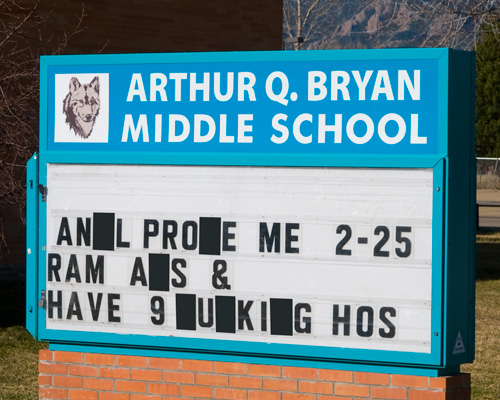 ARTHUR Q. BRYAN
MIDDLE SCHOOL
AN█L PRO█E ME 2-25
RAM A█S &
HAVE 9 █U█KI█G HOS